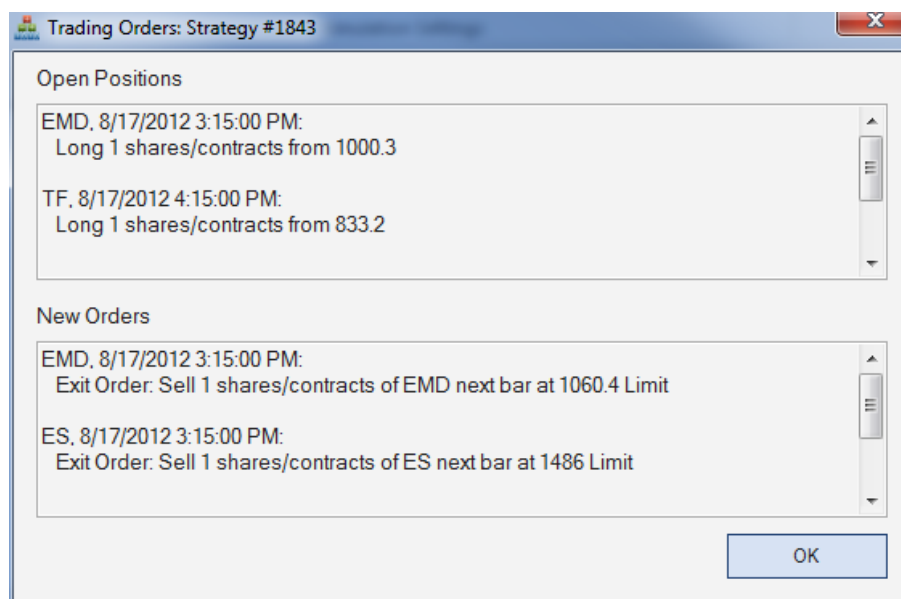 Trading Orders: Strategy #1843
Open Positions
EMD, 8/17/2012 3:15:00 PM:
Long 1 shares/contracts from 1000.3
TF, 8/17/2012 4:15:00 PM:
Long 1 shares/contracts from 833.2
New Orders
EMD, 8/17/2012 3:15:00 PM:
Exit Order: Sell 1 shares/contracts of EMD next bar at 1060.4 Limit
ES, 8/17/2012 3:15:00 PM:
Exit Order: Sell 1 shares/contracts of ES next bar at 1486 Limit
OK